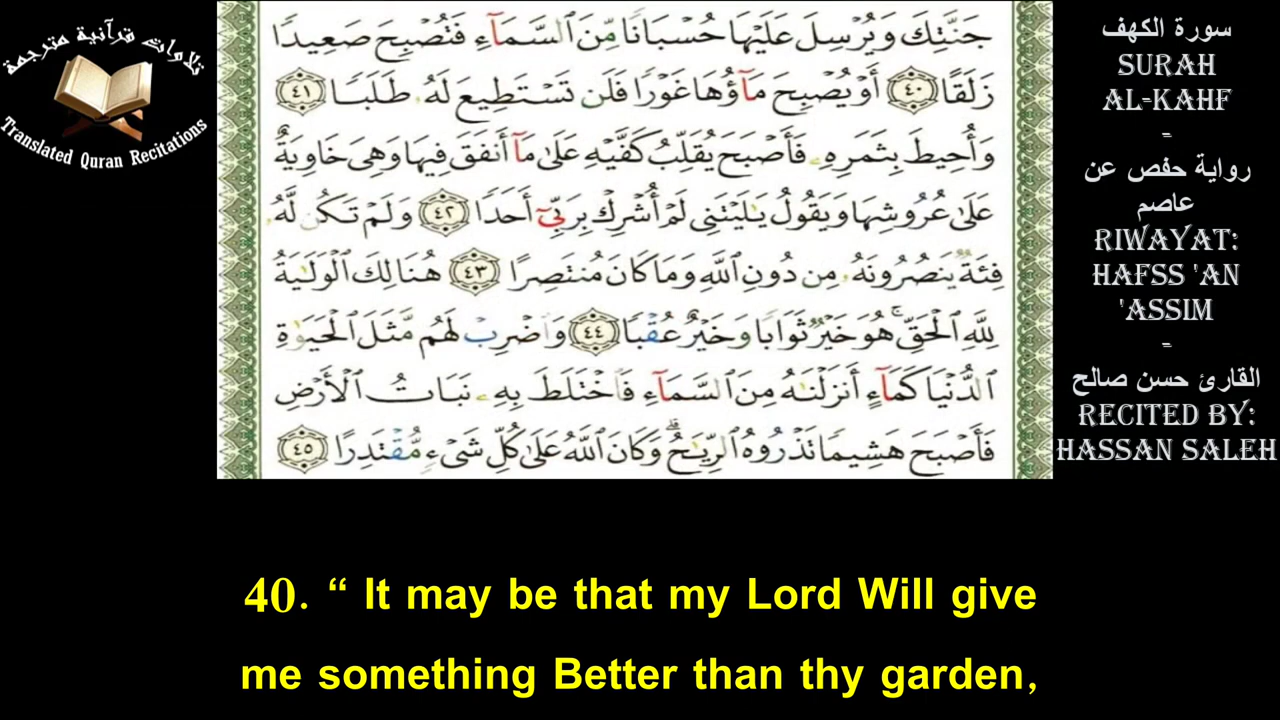 تلاوات قرآنية مترجمة
Translated Quran Recitations
جَنَّتِكَ وَيُرْسِلَ عَلَيْهَا حُسْبَانًا مِّنَ ٱلسَّمَآءِ فَتُصْبِحَ صَعِيدًا
زَلَقًا ٤٠ أَوْ يُصْبِحَ مَآؤُهَا غَوْرًا فَلَن تَسْتَطِيعَ لَهُۥ طَلَبًا ٤١
وَأُحِيطَ بِثَمَرِهِۦ فَأَصْبَحَ يُقَلِّبُ كَفَّيْهِ عَلَىٰ مَآ أَنفَقَ فِيهَا وَهِىَ خَاوِيَةٌ
عَلَىٰ عُرُوشِهَا وَيَقُولُ يَٰلَيْتَنِى لَمْ أُشْرِكْ بِرَبِّىٓ أَحَدًا ٤٢ وَلَمْ تَكُن لَّهُۥ
فِئَةٌ يَنصُرُونَهُۥ مِن دُونِ ٱللَّهِ وَمَا كَانَ مُنتَصِرًا ٤٣ هُنَالِكَ ٱلْوَلَٰيَةُ
لِلَّهِ ٱلْحَقِّ ۚ هُوَ خَيْرٌ ثَوَابًا وَخَيْرٌ عُقْبًا ٤٤ وَٱضْرِبْ لَهُم مَّثَلَ ٱلْحَيَوٰةِ
ٱلدُّنْيَا كَمَآءٍ أَنزَلْنَٰهُ مِنَ ٱلسَّمَآءِ فَٱخْتَلَطَ بِهِۦ نَبَاتُ ٱلْأَرْضِ
فَأَصْبَحَ هَشِيمًا تَذْرُوهُ ٱلرِّيَٰحُ ۗ وَكَانَ ٱللَّهُ عَلَىٰ كُلِّ شَىْءٍ مُّقْتَدِرًا ٤٥
سورة الكهف
SURAH
AL-KAHF
-
رواية حفص عن
عاصم
RIWAYAT:
HAFSS 'AN
'ASSIM
-
القارئ حسن صالح
RECITED BY:
HASSAN SALEH
40. “ It may be that my Lord Will give
me something Better than thy garden,